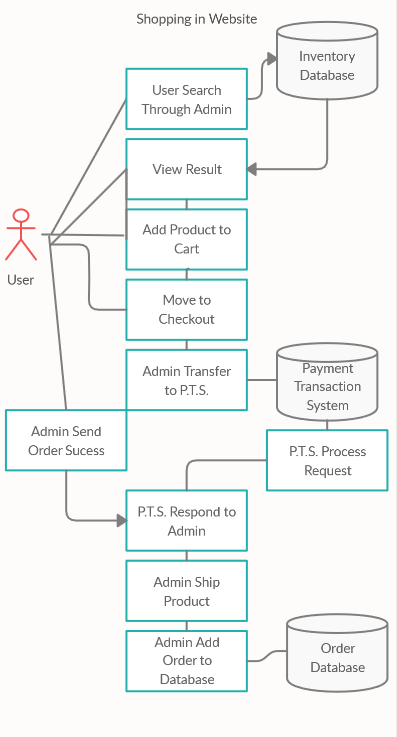 Shopping in Website
Inventory
Database
User Search
Through Admin
View Result
Add Product to
Cart
User
Move to
Checkout
Admin Transfer
to P.T.S.
Payment
Transaction
System
Admin Send
Order Sucess
P.T.S. Process
Request
P.T.S. Respond to
Admin
Admin Ship
Product
Admin Add
Order to
Database
Order
Database